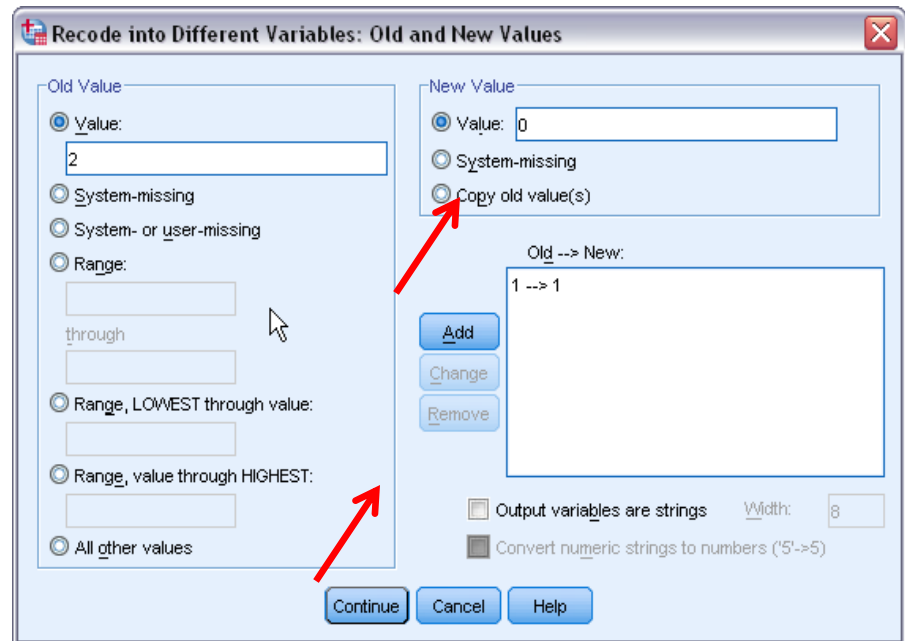 Recode into Different Variables: Old and New Values
Old Value
Value:
2
System-missing
System- or user-missing
Range:
through
Range, LOWEST through value:
Range, value through HIGHEST:
All other values
New Value
Value: 0
System-missing
Copy old value(s)
Old --> New:
1 --> 1
Add
Change
Remove
Output variables are strings Width: 8
Convert numeric strings to numbers ('5'->5)
Continue Cancel Help